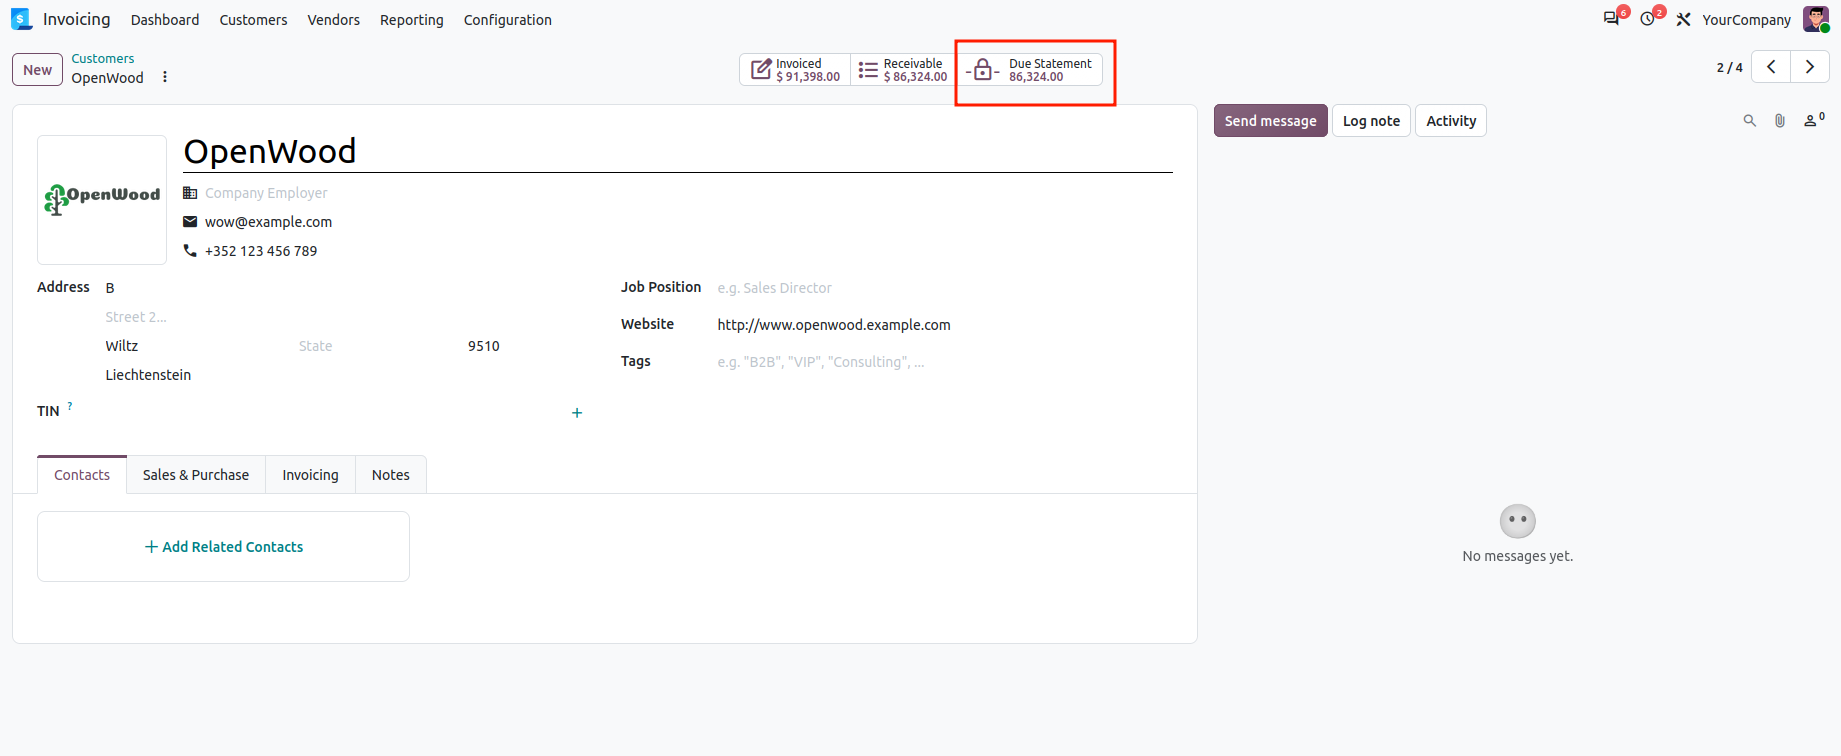 Invoicing Dashboard Customers Vendors Reporting Configuration 6 2 YourCompany
New Customers
OpenWood
Invoiced
$ 91,398.00
Receivable
$ 86,324.00
Due Statement
86,324.00
2 / 4
OpenWood
OpenWood
Company Employer
wow@example.com
+352 123 456 789
Address B
Street 2...
Wiltz State 9510
Liechtenstein
TIN ?
Job Position e.g. Sales Director
Website http://www.openwood.example.com
Tags e.g. "B2B", "VIP", "Consulting", ...
Contacts Sales & Purchase Invoicing Notes
Add Related Contacts
Send message Log note Activity 0
No messages yet.